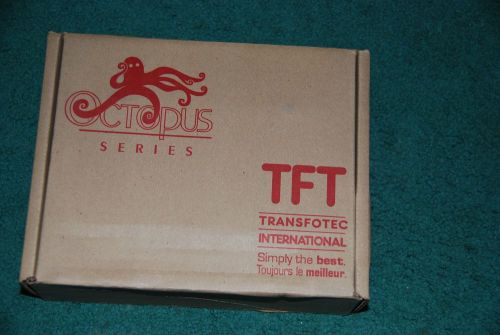 OCTOPUS
SERIES
TFT
TRANSFOTEC
INTERNATIONAL
Simply the best.
Toujours le meilleur.